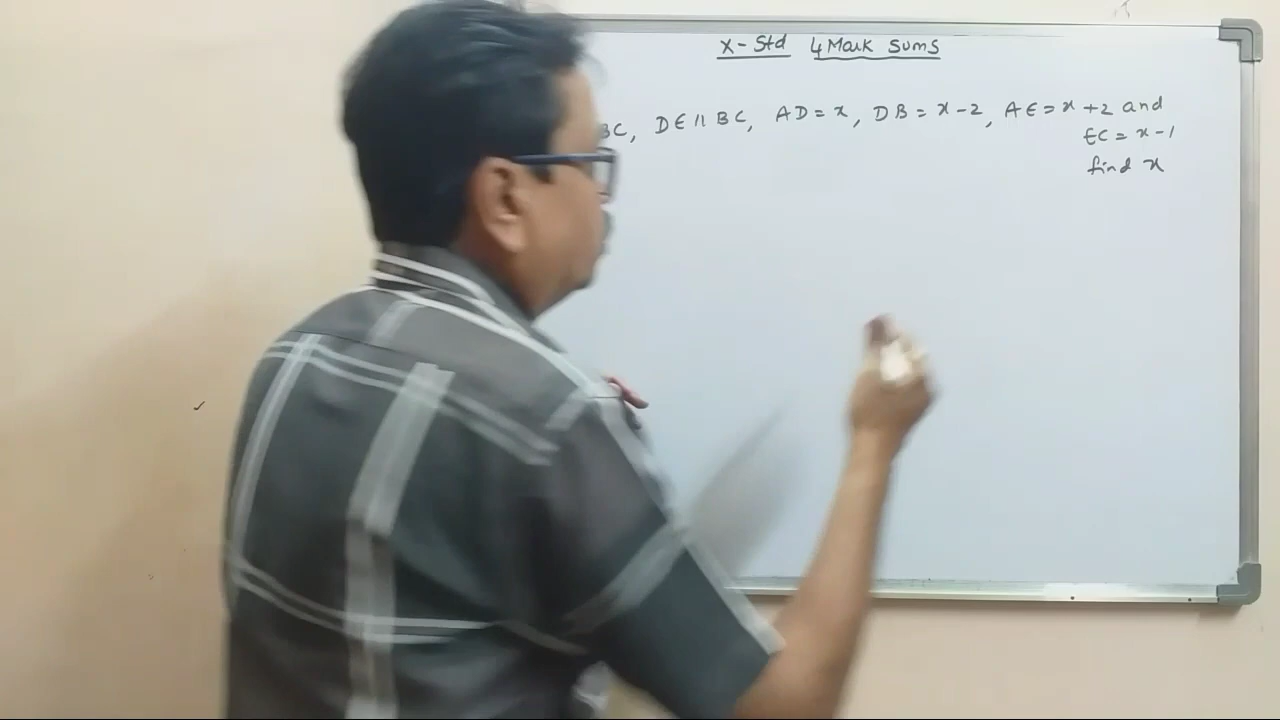 X-Std 4 Mark Sums
BC, DE || BC, AD = x, DB = x-2, AE = x+2 and
EC = x-1
find x